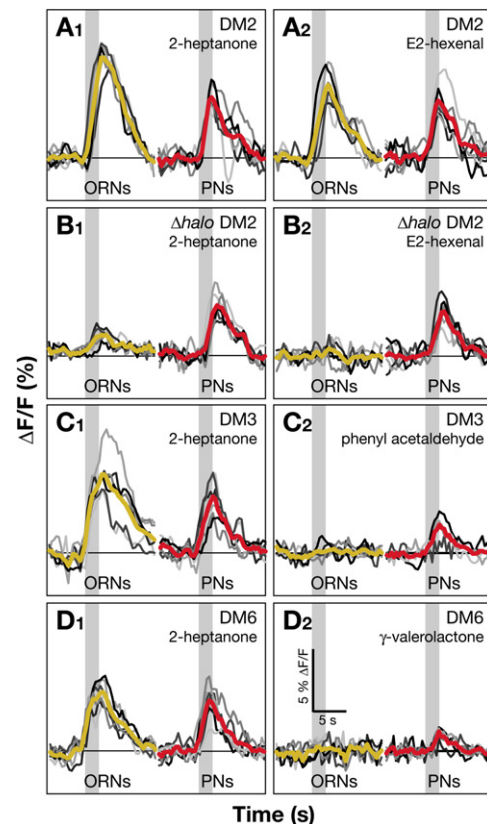 A1
DM2
2-heptanone
ORNs
PNs
A2
DM2
E2-hexenal
ORNs
PNs
B1
Δhalo DM2
2-heptanone
ORNs
PNs
B2
Δhalo DM2
E2-hexenal
ORNs
PNs
ΔF/F (%)
C1
DM3
2-heptanone
ORNs
PNs
C2
DM3
phenyl acetaldehyde
ORNs
PNs
D1
DM6
2-heptanone
ORNs
PNs
D2
DM6
γ-valerolactone
5 % ΔF/F
5 s
ORNs
PNs
Time (s)